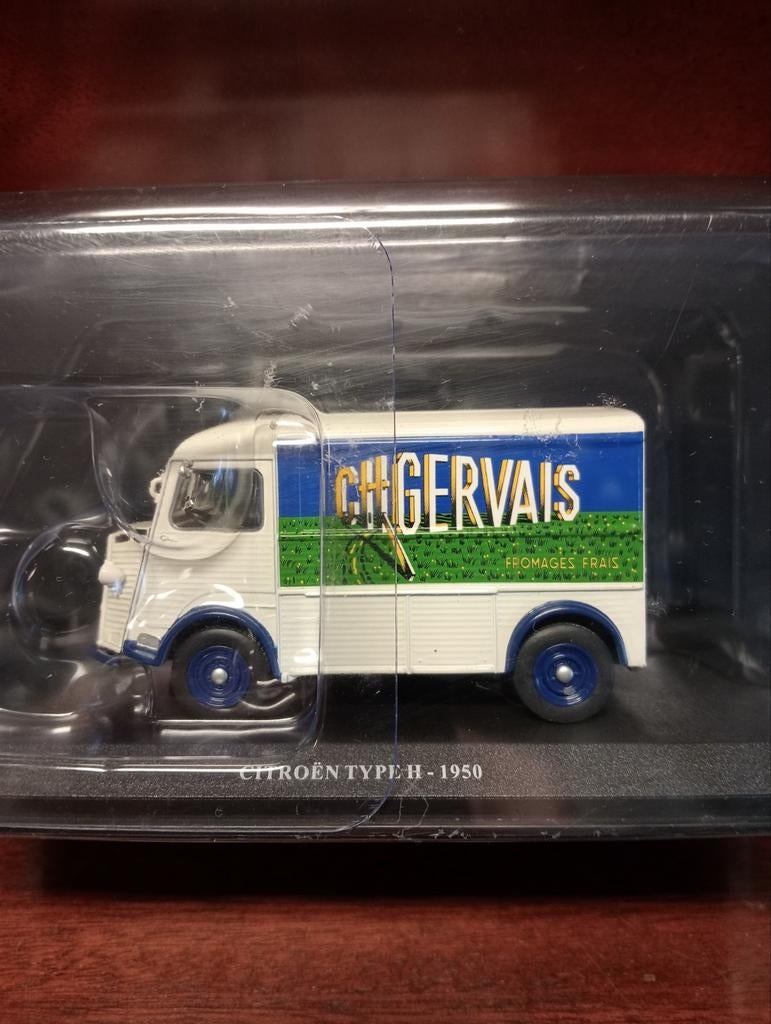 CH.GERVAIS
FROMAGES FRAIS
CITROËN TYPE H - 1950